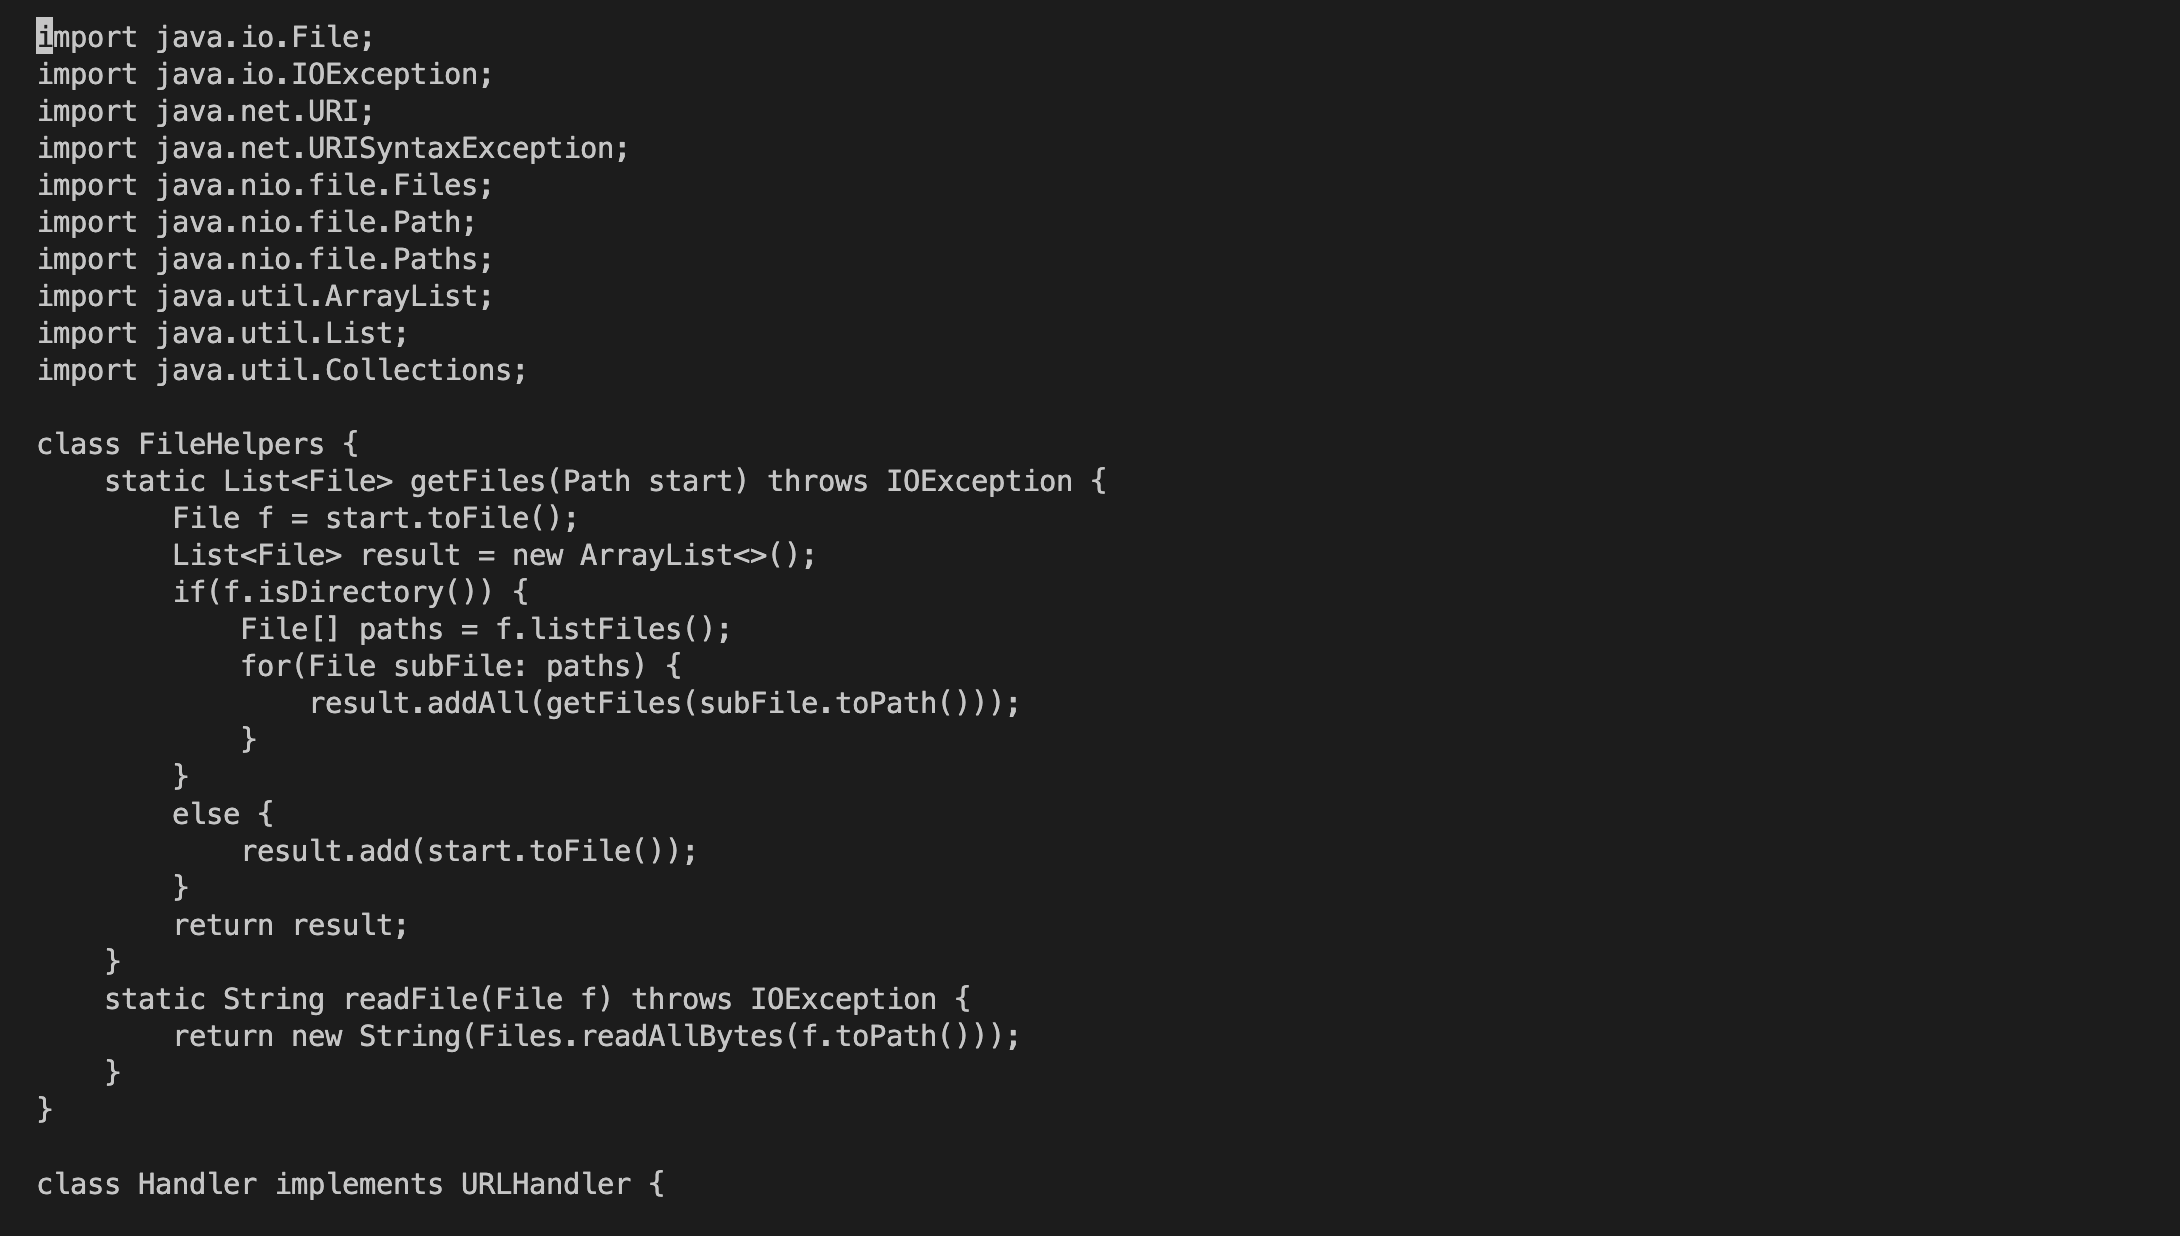 import java.io.File;
import java.io.IOException;
import java.net.URI;
import java.net.URISyntaxException;
import java.nio.file.Files;
import java.nio.file.Path;
import java.nio.file.Paths;
import java.util.ArrayList;
import java.util.List;
import java.util.Collections;

class FileHelpers {
    static List<File> getFiles(Path start) throws IOException {
        File f = start.toFile();
        List<File> result = new ArrayList<>();
        if(f.isDirectory()) {
            File[] paths = f.listFiles();
            for(File subFile: paths) {
                result.addAll(getFiles(subFile.toPath()));
            }
        }
        else {
            result.add(start.toFile());
        }
        return result;
    }
    static String readFile(File f) throws IOException {
        return new String(Files.readAllBytes(f.toPath()));
    }
}

class Handler implements URLHandler {